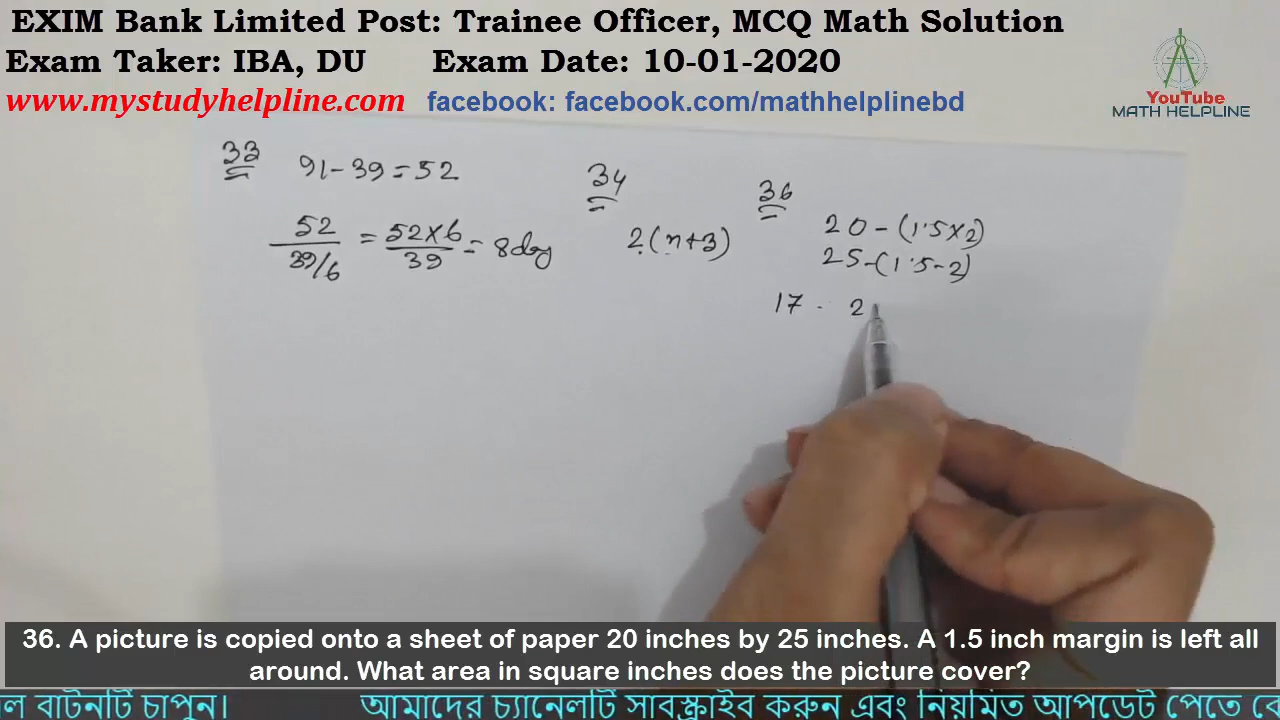 EXIM Bank Limited Post: Trainee Officer, MCQ Math Solution
Exam Taker: IBA, DU Exam Date: 10-01-2020
www.mystudyhelpline.com facebook: facebook.com/mathhelplinebd
YouTube
MATH HELPLINE
33 91-39=52
52
39/6
= 52×6
39
= 8day
34
2(n+3)
36
20-(1.5×2)
25-(1.5-2)
17 · 2
36. A picture is copied onto a sheet of paper 20 inches by 25 inches. A 1.5 inch margin is left all
around. What area in square inches does the picture cover?
ল বাটনটি চাপুন। আমাদের চ্যানেলটি সাবস্ক্রাইব করুন এবং নিয়মিত আপডেট পেতে বে